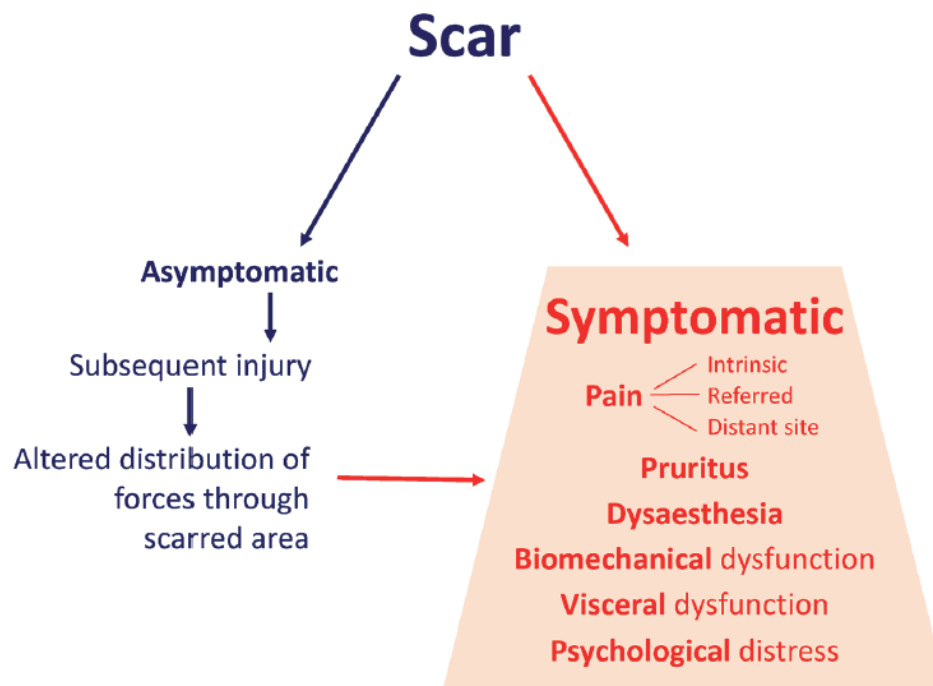 Scar
Asymptomatic
Subsequent injury
Altered distribution of
forces through
scarred area
Symptomatic
Pain
Intrinsic
Referred
Distant site
Pruritus
Dysaesthesia
Biomechanical dysfunction
Visceral dysfunction
Psychological distress